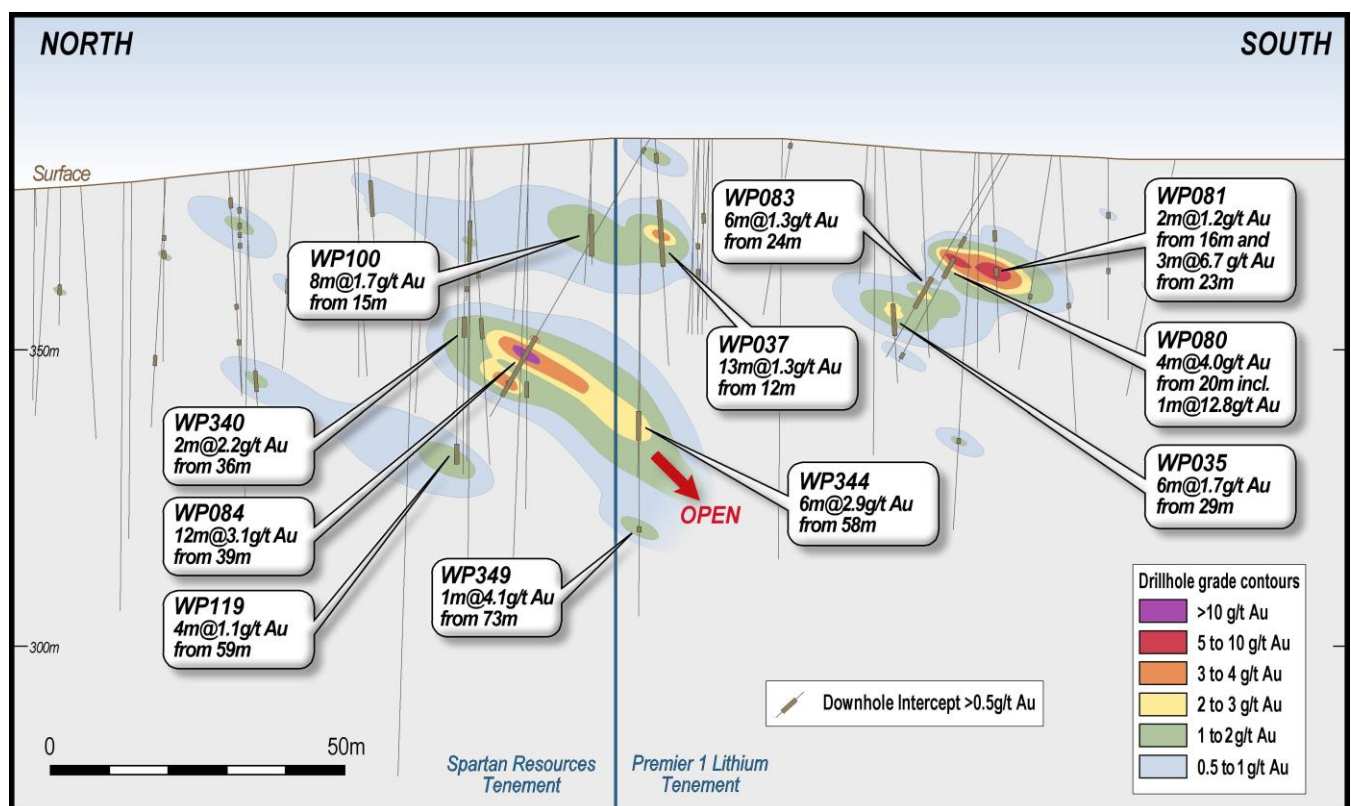 NORTH
SOUTH
Surface
WP083
6m@1.3g/t Au
from 24m
WP081
2m@1.2g/t Au
from 16m and
3m@6.7 g/t Au
from 23m
WP100
8m@1.7g/t Au
from 15m
WP037
13m@1.3g/t Au
from 12m
WP080
4m@4.0g/t Au
from 20m incl.
1m@12.8g/t Au
350m
WP340
2m@2.2g/t Au
from 36m
WP035
6m@1.7g/t Au
from 29m
WP344
6m@2.9g/t Au
from 58m
OPEN
WP084
12m@3.1g/t Au
from 39m
WP349
1m@4.1g/t Au
from 73m
WP119
4m@1.1g/t Au
from 59m
300m
Drillhole grade contours
>10 g/t Au
5 to 10 g/t Au
3 to 4 g/t Au
2 to 3 g/t Au
1 to 2g/t Au
0.5 to 1 g/t Au
Downhole Intercept >0.5g/t Au
0 50m
Spartan Resources
Tenement
Premier 1 Lithium
Tenement